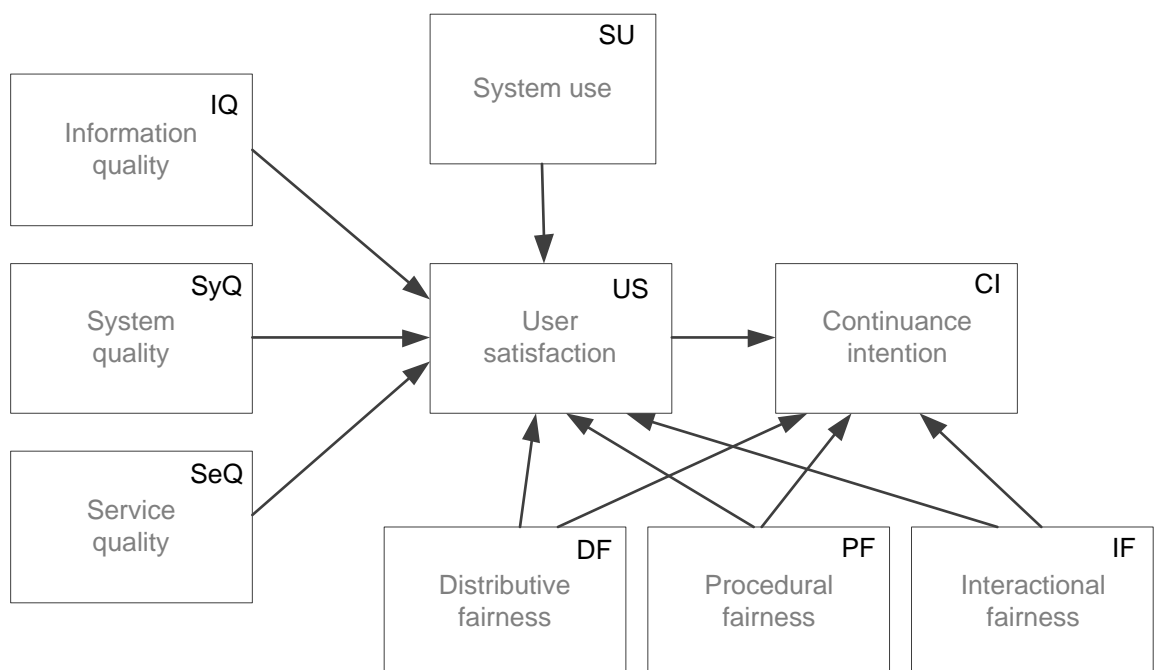 SU
System use
IQ
Information
quality
SyQ
System
quality
US
User
satisfaction
CI
Continuance
intention
SeQ
Service
quality
DF
Distributive
fairness
PF
Procedural
fairness
IF
Interactional
fairness